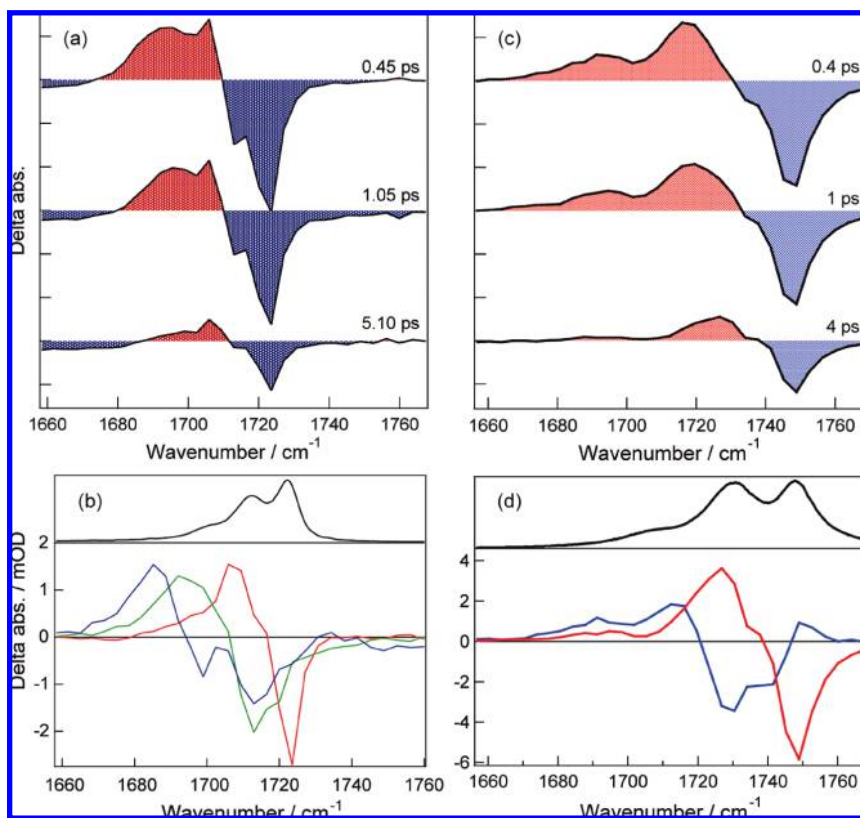 (a)
0.45 ps
1.05 ps
5.10 ps
Delta abs.
1660 1680 1700 1720 1740 1760
Wavenumber / cm⁻¹
(c)
0.4 ps
1 ps
4 ps
1660 1680 1700 1720 1740 1760
Wavenumber / cm⁻¹
(b)
2
1
0
-1
-2
Delta abs. / mOD
1660 1680 1700 1720 1740 1760
Wavenumber / cm⁻¹
(d)
4
2
0
-2
-4
-6
1660 1680 1700 1720 1740 1760
Wavenumber / cm⁻¹